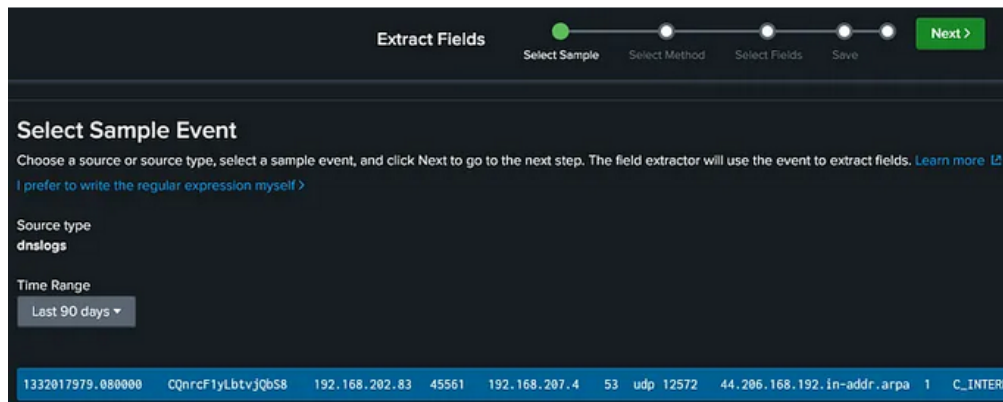 Extract Fields
Select Sample Select Method Select Fields Save
Next >
Select Sample Event
Choose a source or source type, select a sample event, and click Next to go to the next step. The field extractor will use the event to extract fields. Learn more
I prefer to write the regular expression myself >
Source type
dnslogs
Time Range
Last 90 days
1332017979.080000 CQnrcF1yLbtvjQbS8 192.168.202.83 45561 192.168.207.4 53 udp 12572 44.206.168.192.in-addr.arpa 1 C_INTER